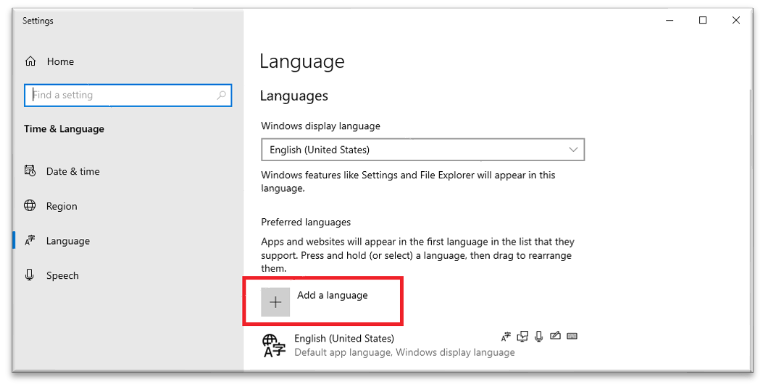 Settings
Home
Find a setting
Time & Language
Date & time
Region
Language
Speech
Language
Languages
Windows display language
English (United States)
Windows features like Settings and File Explorer will appear in this
language.
Preferred languages
Apps and websites will appear in the first language in the list that they
support. Press and hold (or select) a language, then drag to rearrange
them.
Add a language
English (United States)
Default app language, Windows display language